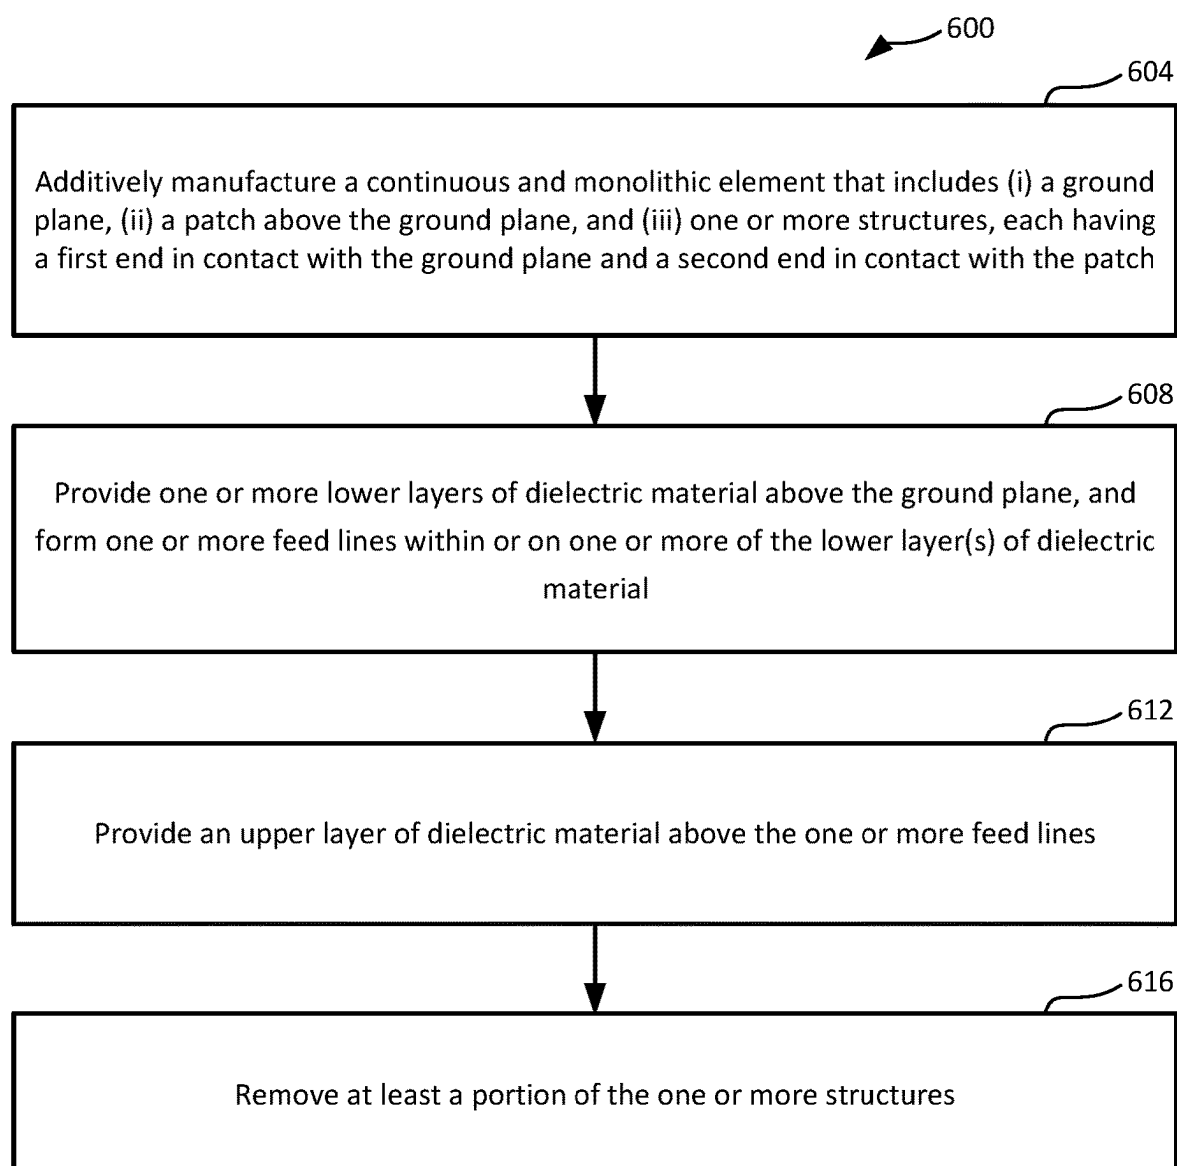 600
604
Additively manufacture a continuous and monolithic element that includes (i) a ground
plane, (ii) a patch above the ground plane, and (iii) one or more structures, each having
a first end in contact with the ground plane and a second end in contact with the patch
608
Provide one or more lower layers of dielectric material above the ground plane, and
form one or more feed lines within or on one or more of the lower layer(s) of dielectric
material
612
Provide an upper layer of dielectric material above the one or more feed lines
616
Remove at least a portion of the one or more structures